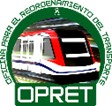 OFICINA PARA EL REORDENAMIENTO DEL TRANSPORTE
OPRET